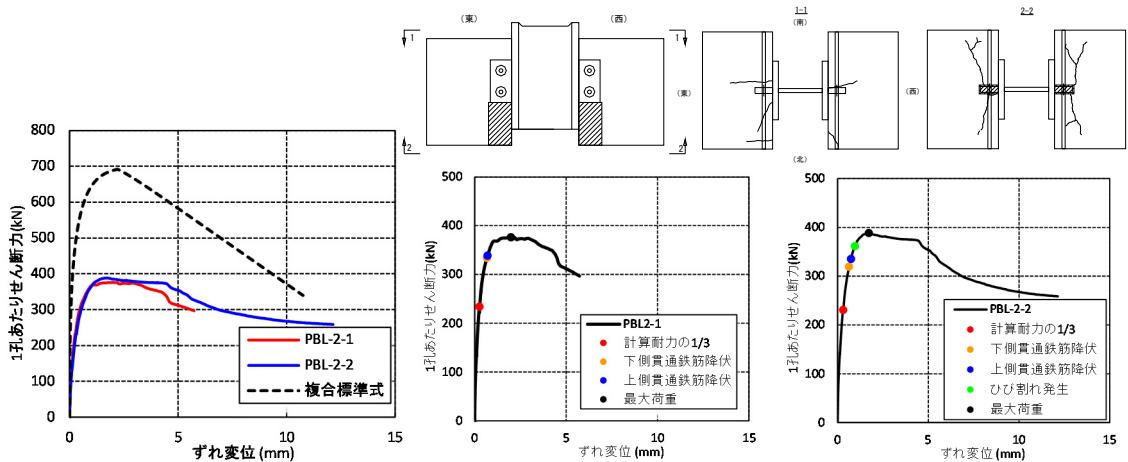 (東)
(西)
1
1
2
2
1-1
(南)
(東)
(西)
(北)
2-2
800
700
600
500
400
300
200
100
0
1孔あたりせん断力(kN)
PBL-2-1
PBL-2-2
複合標準式
0 5 10 15
ずれ変位 (mm)
500
400
300
200
100
0
1孔あたりせん断力(kN)
PBL2-1
計算耐力の1/3
下側貫通鉄筋降伏
上側貫通鉄筋降伏
最大荷重
0 5 10 15
ずれ変位 (mm)
500
400
300
200
100
0
1孔あたりせん断力(kN)
PBL-2-2
計算耐力の1/3
下側貫通鉄筋降伏
上側貫通鉄筋降伏
ひび割れ発生
最大荷重
0 5 10 15
ずれ変位 (mm)